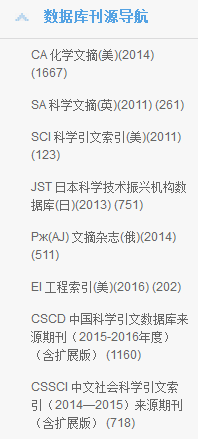 数据库刊源导航
CA 化学文摘(美)(2014)
(1667)
SA 科学文摘(英)(2011) (261)
SCI 科学引文索引(美)(2011)
(123)
JST 日本科学技术振兴机构数
据库(日)(2013) (751)
Pж(AJ) 文摘杂志(俄)(2014)
(511)
EI 工程索引(美)(2016) (202)
CSCD 中国科学引文数据库来
源期刊（2015-2016年度）
（含扩展版） (1160)
CSSCI 中文社会科学引文索
引（2014—2015）来源期刊
（含扩展版） (718)